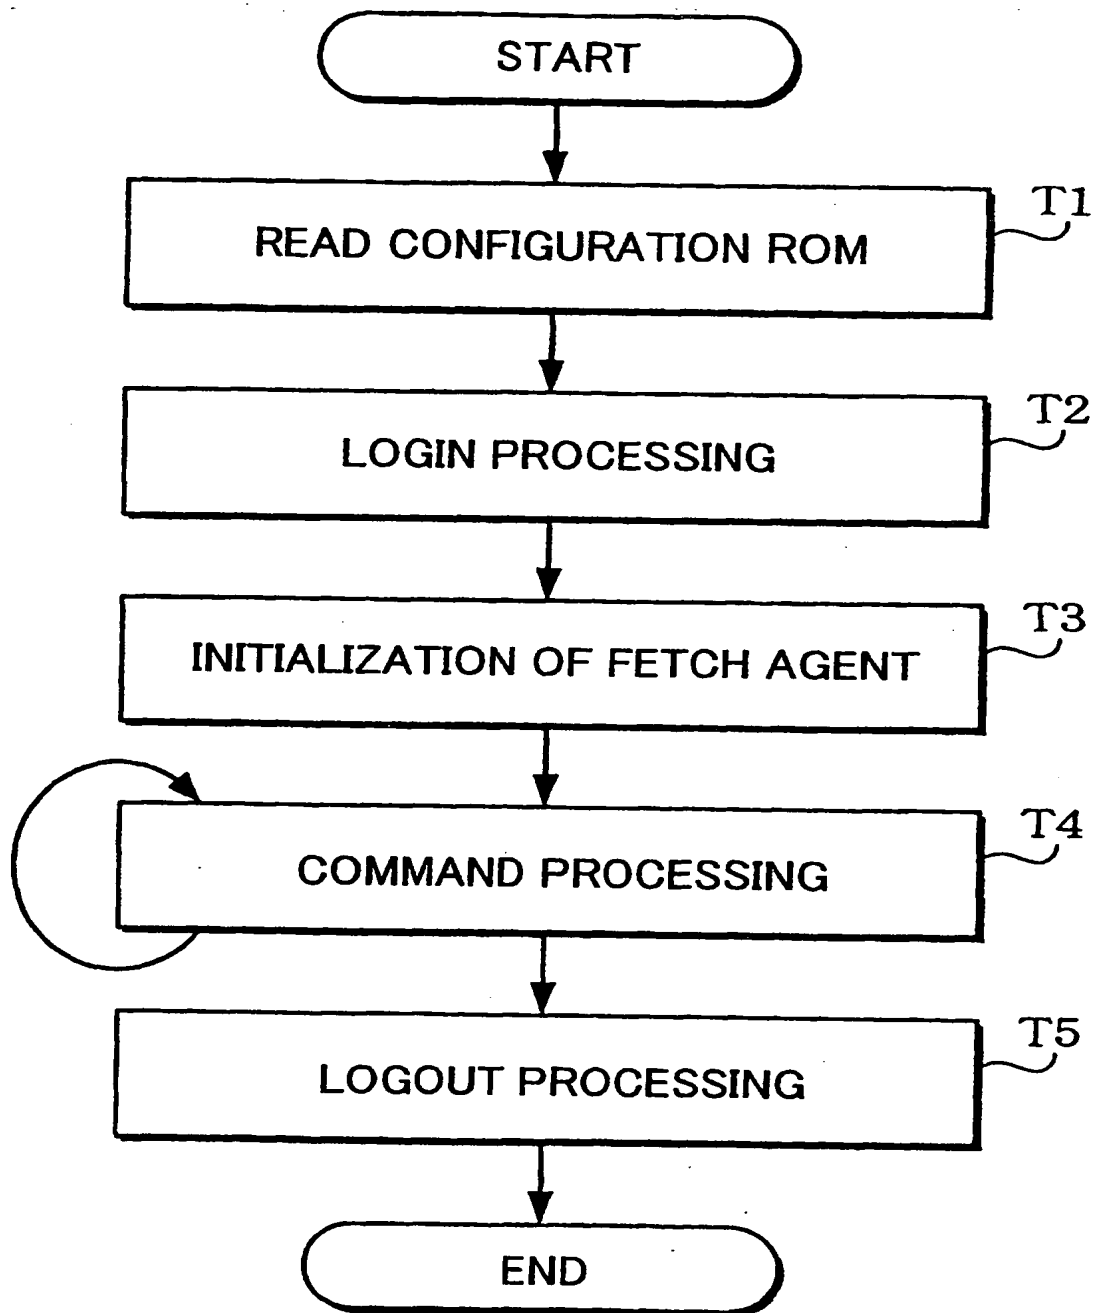 START
READ CONFIGURATION ROM
T1
LOGIN PROCESSING
T2
INITIALIZATION OF FETCH AGENT
T3
COMMAND PROCESSING
T4
LOGOUT PROCESSING
T5
END